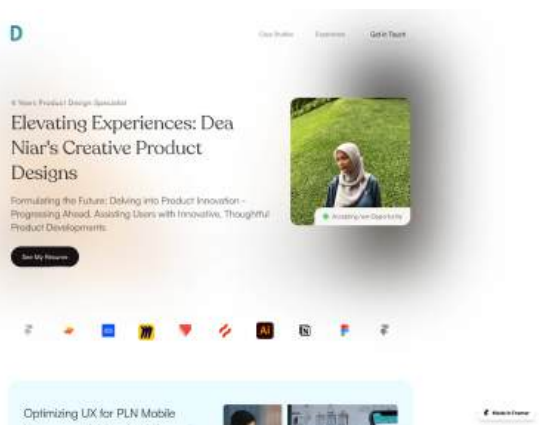 D
Case Studies Experience Get in Touch
6 Years Product Design Specialist
Elevating Experiences: Dea
Niar's Creative Product
Designs
Formulating the Future: Delving into Product Innovation –
Progressing Ahead, Assisting Users with Innovative, Thoughtful
Product Developments
Accepting new Opportunity
See My Resume
Ai
N
Optimizing UX for PLN Mobile
Made in Framer